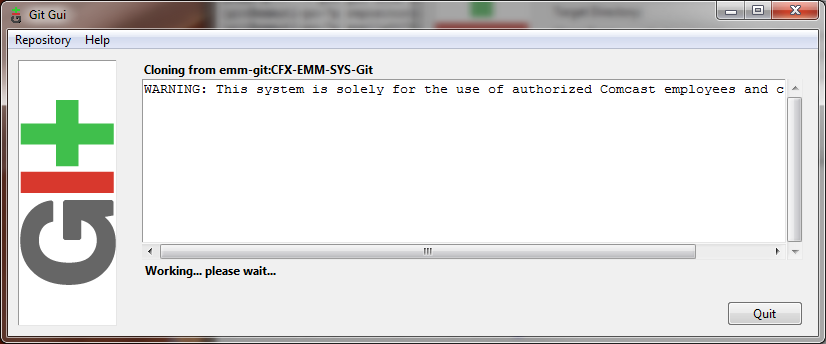 Git Gui
Repository Help
Cloning from emm-git:CFX-EMM-SYS-Git
WARNING: This system is solely for the use of authorized Comcast employees and c
GIT
Working... please wait...
Quit